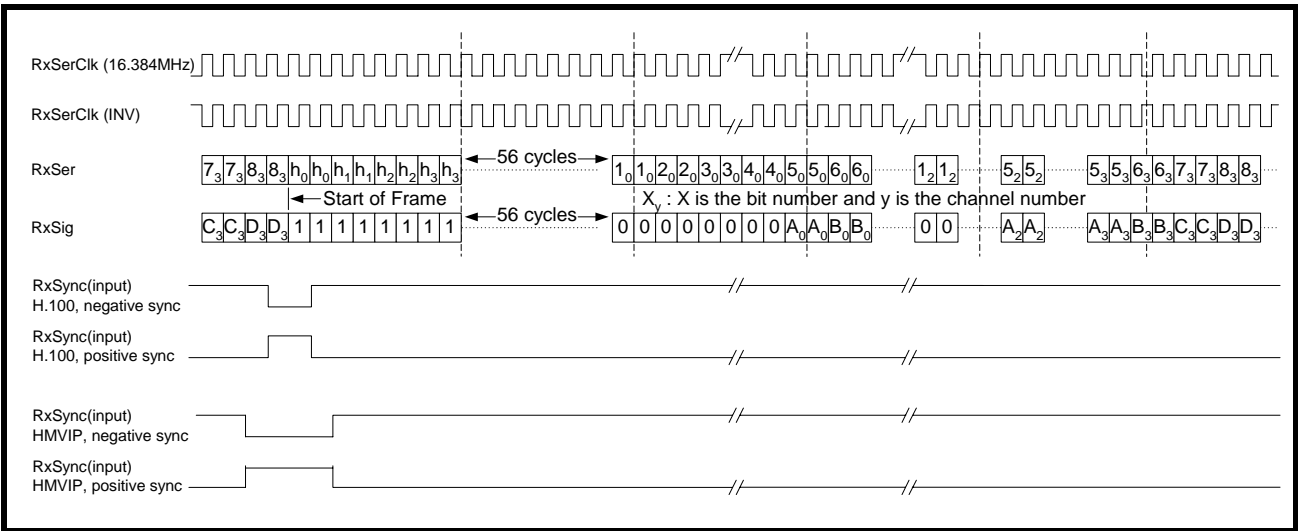 RxSerClk (16.384MHz)
RxSerClk (INV)
RxSer 7₃ 7₃ 8₃ 8₃ h₀ h₀ h₁ h₁ h₂ h₂ h₃ h₃ 56 cycles 1₀ 1₀ 2₀ 2₀ 3₀ 3₀ 4₀ 4₀ 5₀ 5₀ 6₀ 6₀ 1₂ 1₂ 5₂ 5₂ 5₃ 5₃ 6₃ 6₃ 7₃ 7₃ 8₃ 8₃
Start of Frame X_y : X is the bit number and y is the channel number
RxSig C₃ C₃ D₃ D₃ 1 1 1 1 1 1 1 1 56 cycles 0 0 0 0 0 0 0 0 A₀ A₀ B₀ B₀ 0 0 A₂ A₂ A₃ A₃ B₃ B₃ C₃ C₃ D₃ D₃
RxSync(input)
H.100, negative sync
RxSync(input)
H.100, positive sync
RxSync(input)
HMVIP, negative sync
RxSync(input)
HMVIP, positive sync